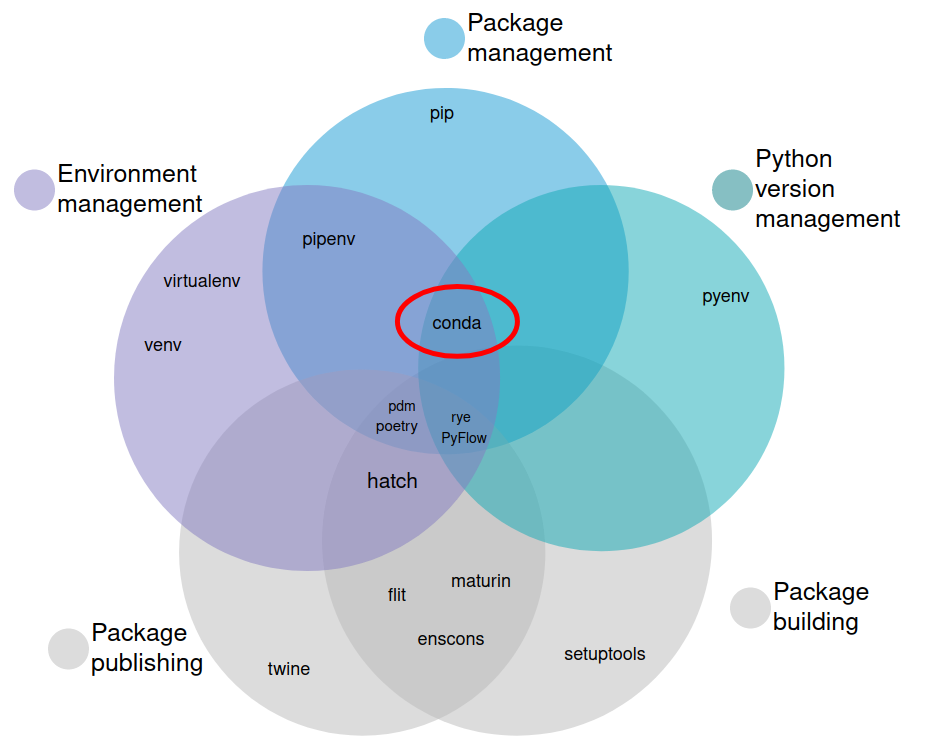 Package
management
pip
Environment
management
Python
version
management
pipenv
virtualenv
pyenv
conda
venv
pdm
poetry
rye
PyFlow
hatch
flit
maturin
enscons
Package
building
Package
publishing
setuptools
twine